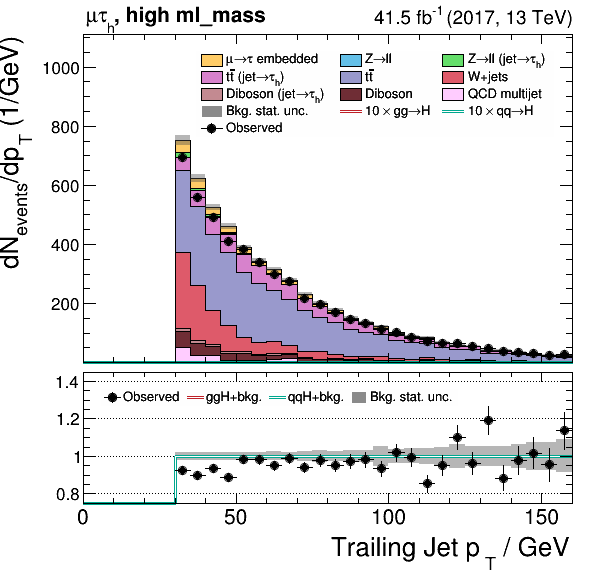 μτh, high ml_mass
41.5 fb⁻¹ (2017, 13 TeV)
dN_events/dp_T (1/GeV)
1000
800
600
400
200
μ→τ embedded
Z→ll
Z→ll (jet→τh)
tt̄ (jet→τh)
tt̄
W+jets
Diboson (jet→τh)
Diboson
QCD multijet
Bkg. stat. unc.
10×gg→H
10×qq→H
Observed
1.4
1.2
1
0.8
Observed
ggH+bkg.
qqH+bkg.
Bkg. stat. unc.
0
50
100
150
Trailing Jet p_T / GeV